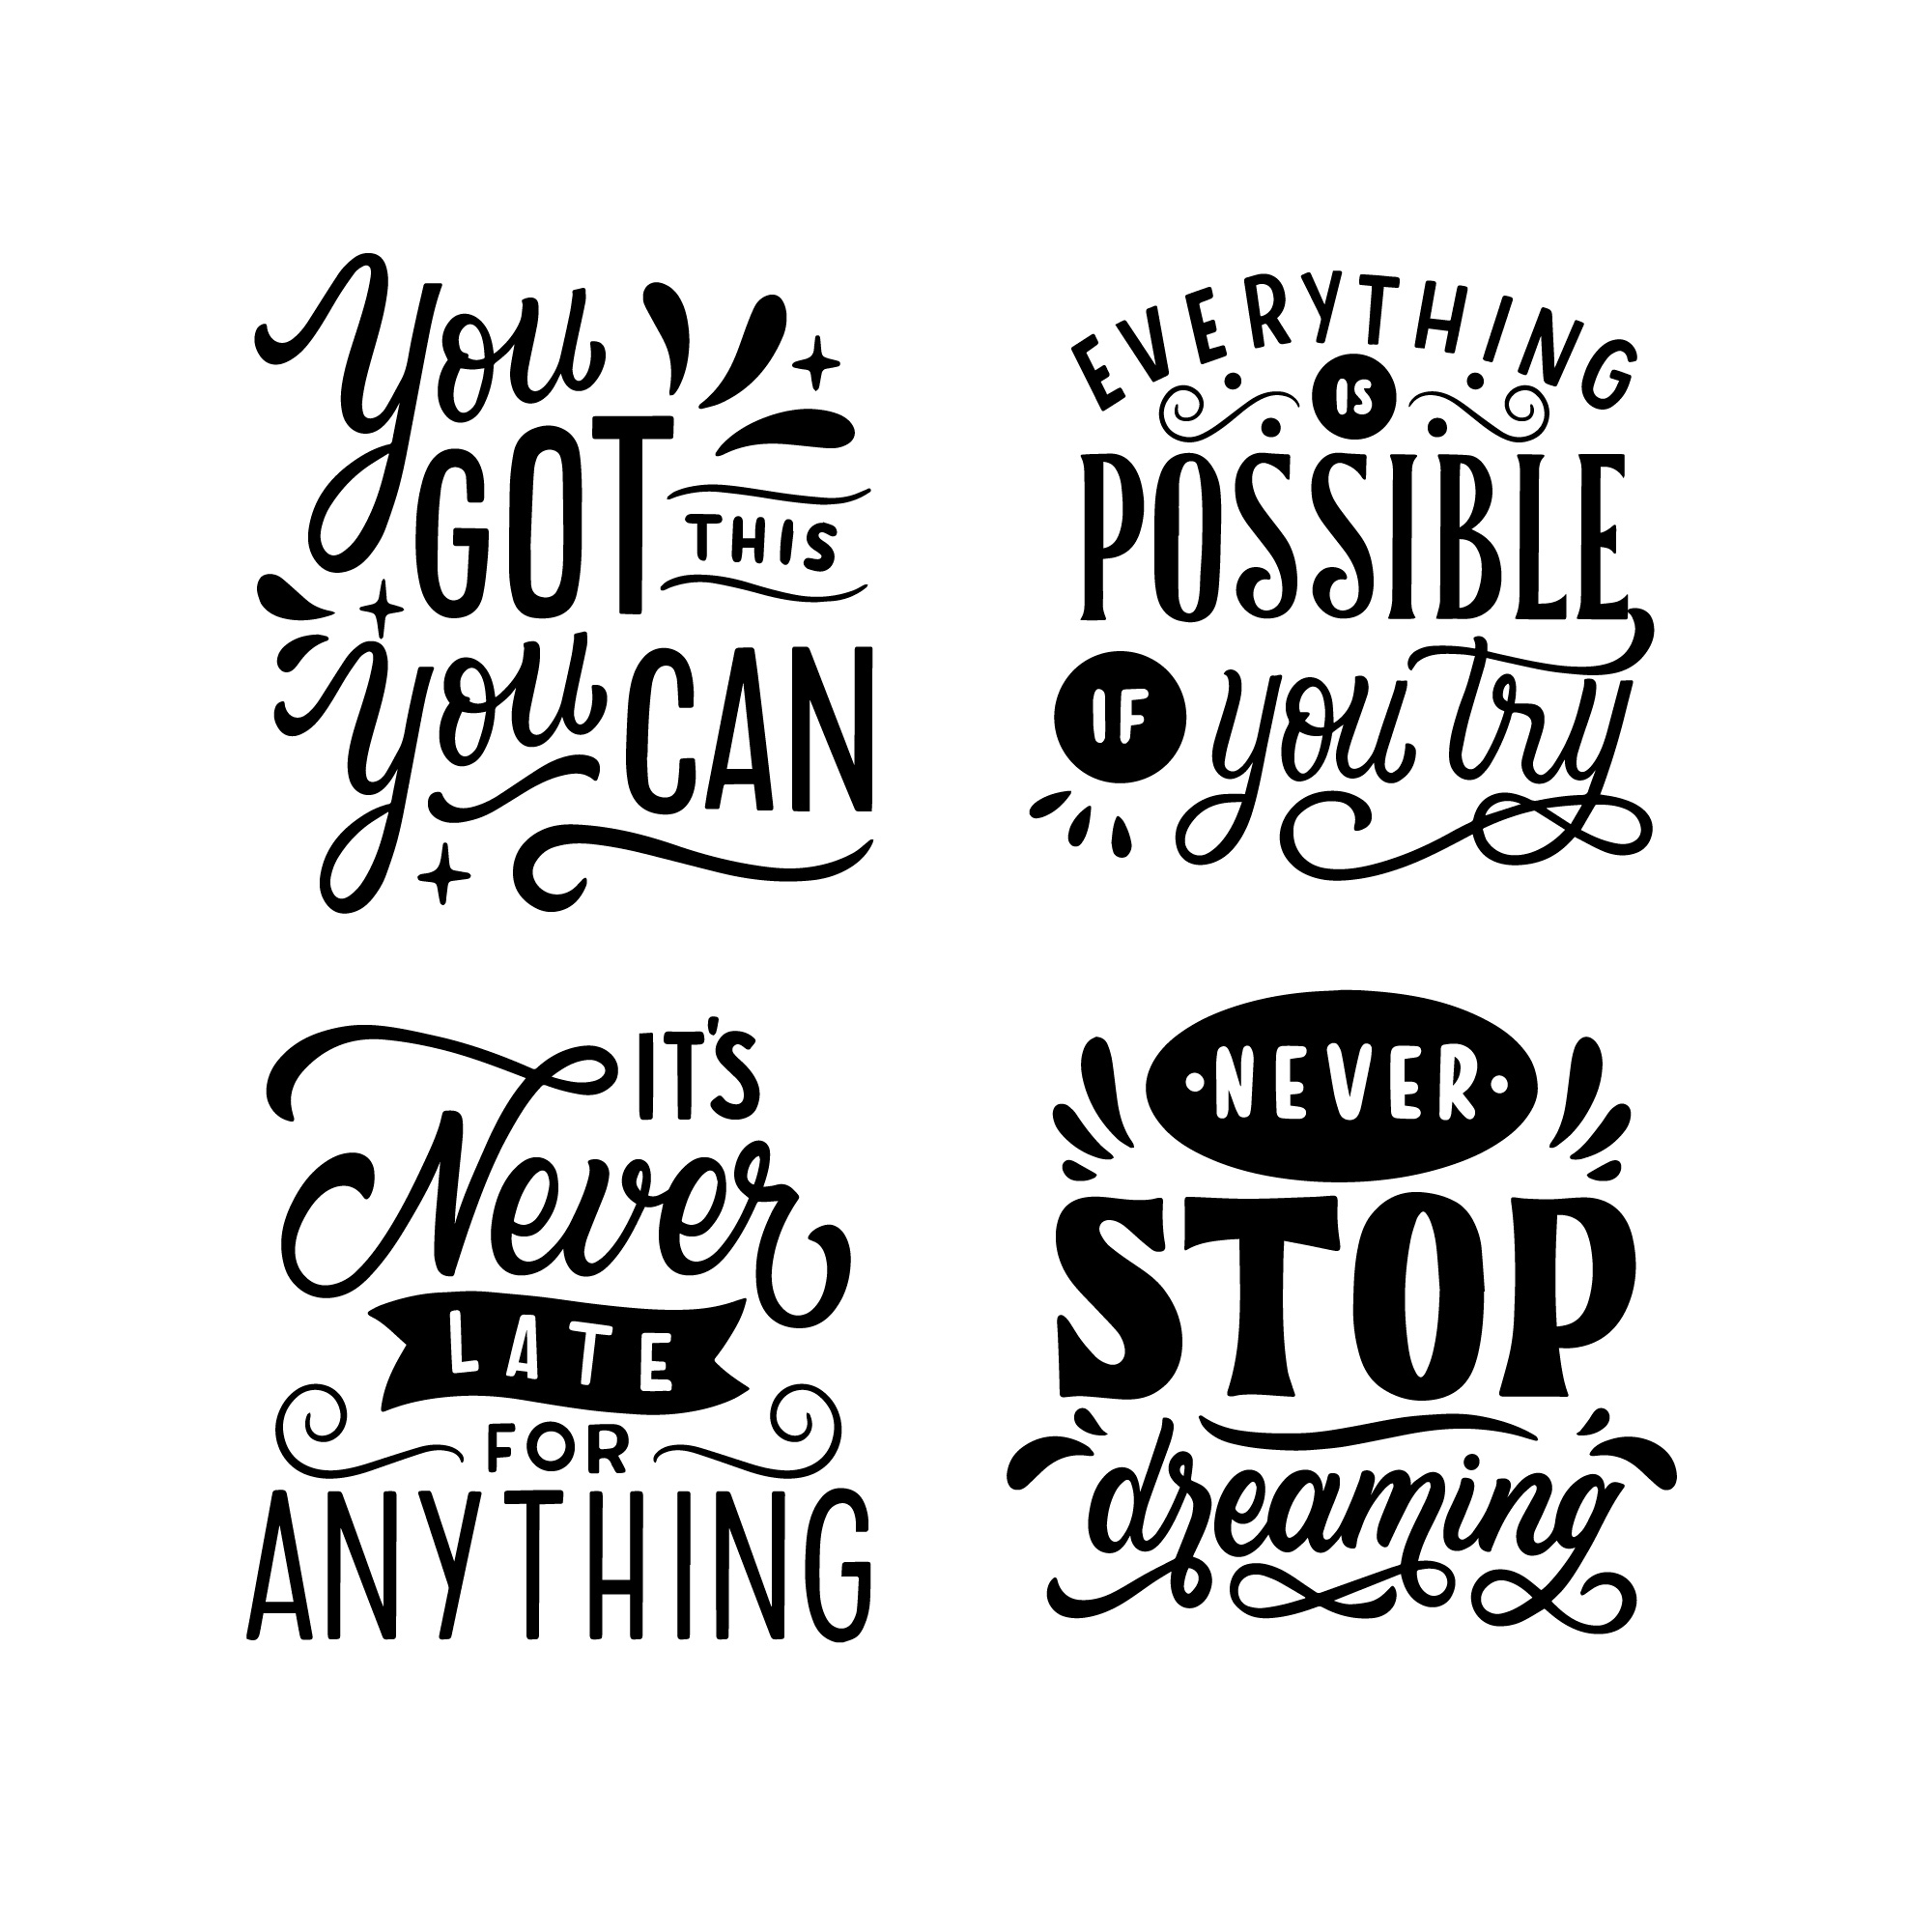 You
GOT THIS
you CAN
EVERYTHING
IS
POSSIBLE
IF you try
IT'S
Never
LATE
FOR
ANYTHING
NEVER
STOP
dreaming